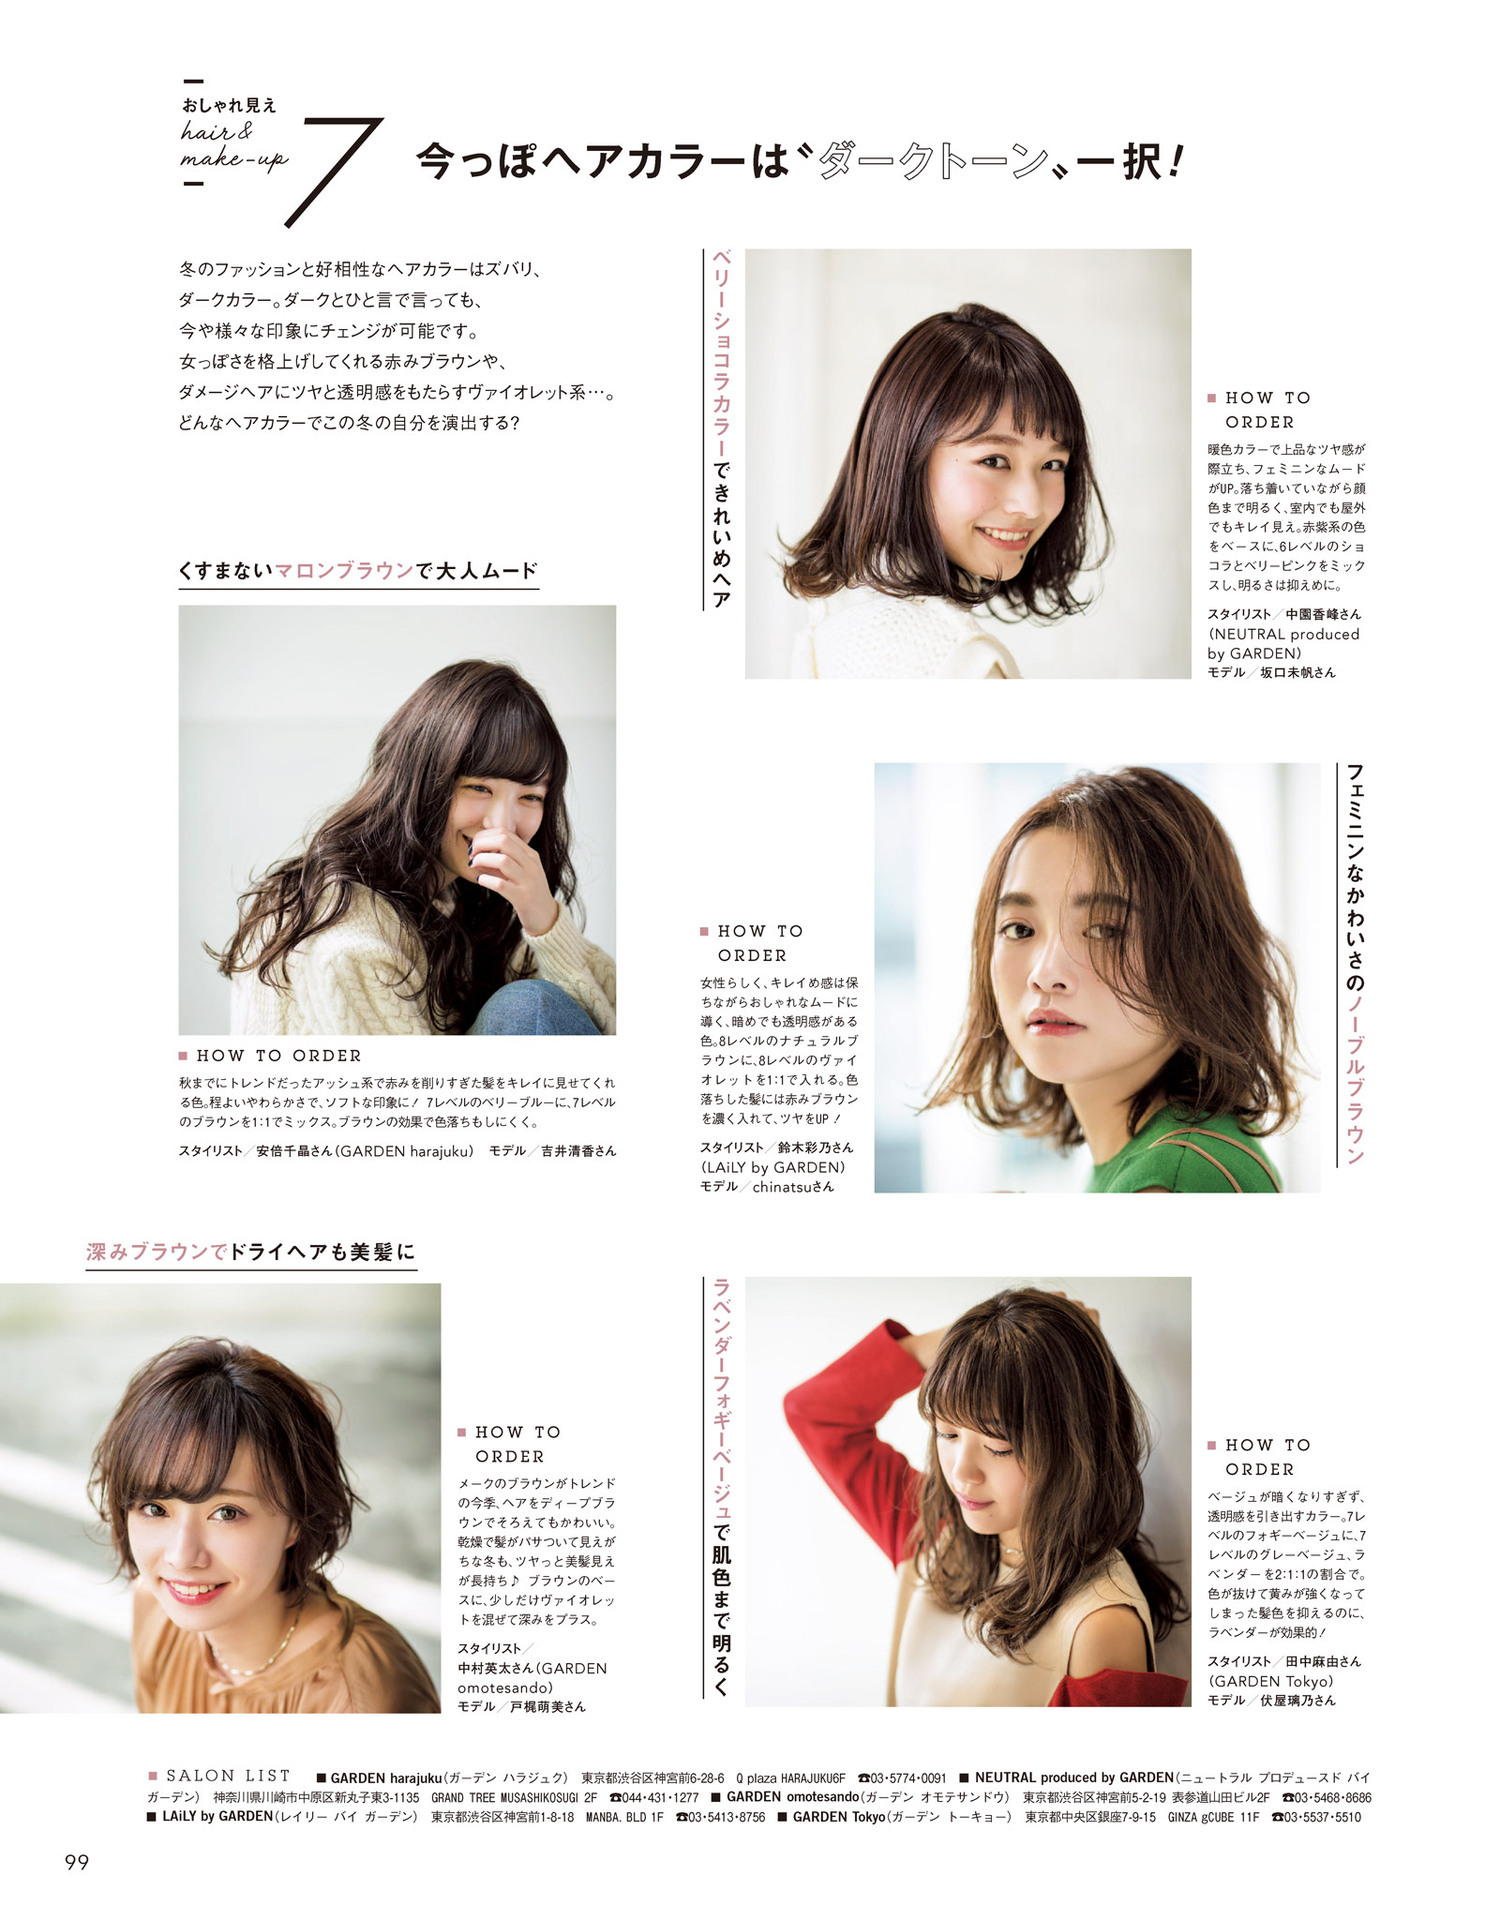 おしゃれ見え
hair &
make-up
7
今っぽヘアカラーは〝ダークトーン〟一択!
冬のファッションと好相性なヘアカラーはズバリ、
ダークカラー。ダークとひと言で言っても、
今や様々な印象にチェンジが可能です。
女っぽさを格上げしてくれる赤みブラウンや、
ダメージヘアにツヤと透明感をもたらすヴァイオレット系…。
どんなヘアカラーでこの冬の自分を演出する?
ベリーショコラカラーできれいめヘア
■ HOW TO
ORDER
暖色カラーで上品なツヤ感が
際立ち、フェミニンなムード
がUP。落ち着いていながら顔
色まで明るく、室内でも屋外
でもキレイ見え。赤紫系の色
をベースに、6レベルのショ
コラとベリーピンクをミック
スし、明るさは抑えめに。
スタイリスト/中園香峰さん
(NEUTRAL produced
by GARDEN)
モデル/坂口未帆さん
くすまないマロンブラウンで大人ムード
■ HOW TO ORDER
秋までにトレンドだったアッシュ系で赤みを削りすぎた髪をキレイに見せてくれ
る色。程よいやわらかさで、ソフトな印象に! 7レベルのベリーブルーに、7レベル
のブラウンを1:1でミックス。ブラウンの効果で色落ちもしにくく。
スタイリスト/安倍千晶さん(GARDEN harajuku) モデル/吉井清香さん
フェミニンなかわいさのノーブルブラウン
■ HOW TO
ORDER
女性らしく、キレイめ感は保
ちながらおしゃれなムードに
導く、暗めでも透明感がある
色。8レベルのナチュラルブ
ラウンに、8レベルのヴァイ
オレットを1:1で入れる。色
落ちした髪には赤みブラウン
を濃く入れて、ツヤをUP!
スタイリスト/鈴木彩乃さん
(LAiLY by GARDEN)
モデル/chinatsuさん
深みブラウンでドライヘアも美髪に
■ HOW TO
ORDER
メークのブラウンがトレンド
の今季、ヘアをディープブラ
ウンでそろえてもかわいい。
乾燥で髪がパサついて見えが
ちな冬も、ツヤっと美髪見え
が長持ち♪ ブラウンのベー
スに、少しだけヴァイオレッ
トを混ぜて深みをプラス。
スタイリスト/
中村英太さん(GARDEN
omotesando)
モデル/戸梶萌美さん
ラベンダーフォギーベージュで肌色まで明るく
■ HOW TO
ORDER
ベージュが暗くなりすぎず、
透明感を引き出すカラー。7レ
ベルのフォギーベージュに、7
レベルのグレーベージュ、ラ
ベンダーを2:1:1の割合で。
色が抜けて黄みが強くなって
しまった髪色を抑えるのに、
ラベンダーが効果的!
スタイリスト/田中麻由さん
(GARDEN Tokyo)
モデル/伏屋璃乃さん
■ SALON LIST ■ GARDEN harajuku(ガーデン ハラジュク) 東京都渋谷区神宮前6-28-6 Q plaza HARAJUKU6F ☎03・5774・0091 ■ NEUTRAL produced by GARDEN(ニュートラル プロデュースド バイ
ガーデン) 神奈川県川崎市中原区新丸子東3-1135 GRAND TREE MUSASHIKOSUGI 2F ☎044・431・1277 ■ GARDEN omotesando(ガーデン オモテサンドウ) 東京都渋谷区神宮前5-2-19 表参道山田ビル2F ☎03・5468・8686
■ LAiLY by GARDEN(レイリー バイ ガーデン) 東京都渋谷区神宮前1-8-18 MANBA. BLD 1F ☎03・5413・8756 ■ GARDEN Tokyo(ガーデン トーキョー) 東京都中央区銀座7-9-15 GINZA gCUBE 11F ☎03・5537・5510
99